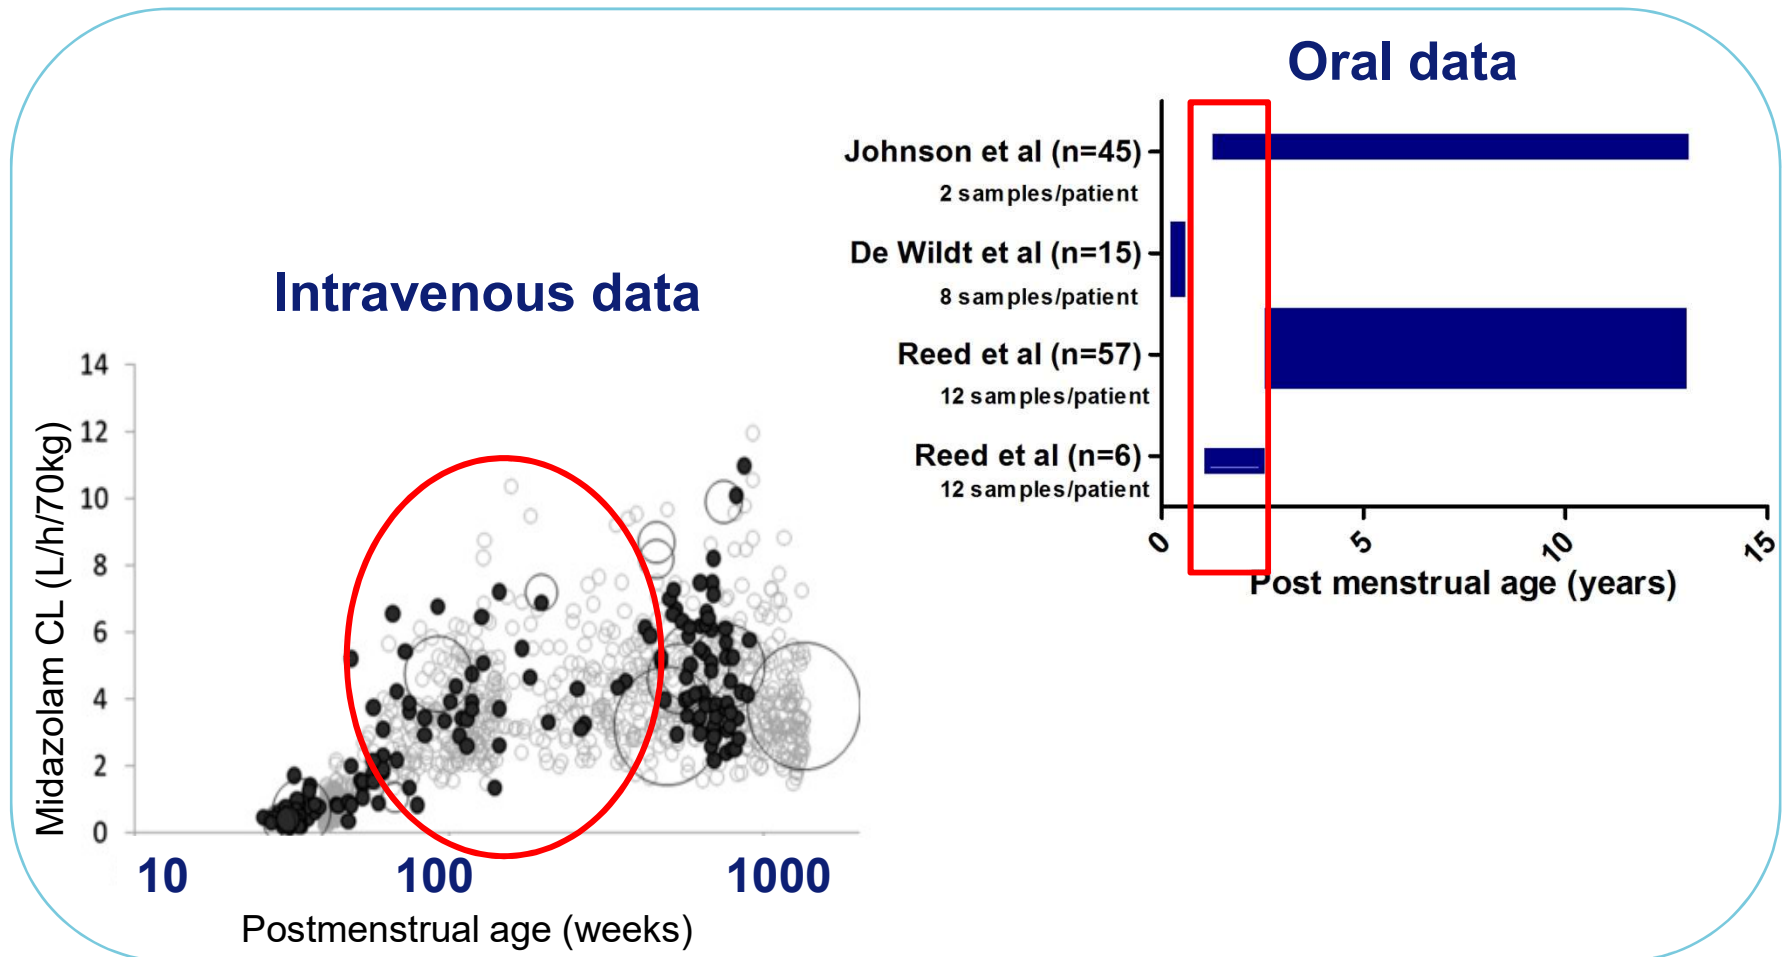 Oral data
Johnson et al (n=45)
2 samples/patient
De Wildt et al (n=15)
8 samples/patient
Reed et al (n=57)
12 samples/patient
Reed et al (n=6)
12 samples/patient
0 5 10 15
Post menstrual age (years)
Intravenous data
Midazolam CL (L/h/70kg)
14
12
10
8
6
4
2
0
10 100 1000
Postmenstrual age (weeks)